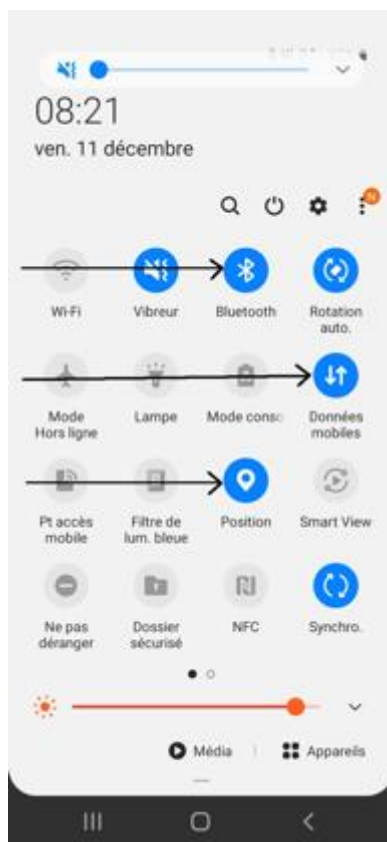 08:21
ven. 11 décembre
N
Wi-Fi
Vibreur
Bluetooth
Rotation
auto.
Mode
Hors ligne
Lampe
Mode conso
Données
mobiles
Pt accès
mobile
Filtre de
lum. bleue
Position
Smart View
Ne pas
déranger
Dossier
sécurisé
NFC
Synchro.
Média
Appareils